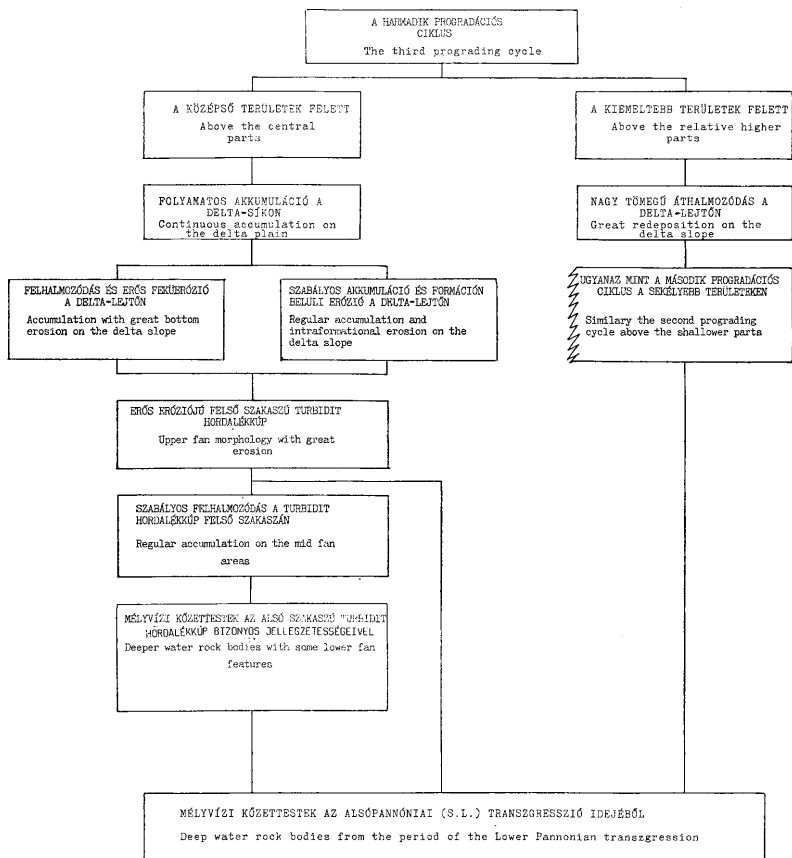 A HARMADIK PROGRADÁCIÓS
CIKLUS
The third prograding cycle
A KÖZÉPSŐ TERÜLETEK FELETT
Above the central
parts
A KIEMELTEBB TERÜLETEK FELETT
Above the relative higher
parts
FOLYAMATOS AKKUMULÁCIÓ A
DELTA-SÍKON
Continuous accumulation on
the delta plain
NAGY TÖMEGŰ ÁTHALMOZÓDÁS A
DELTA-LEJTŐN
Great redeposition on the
delta slope
FELHALMOZÓDÁS ÉS ERŐS FEKÜERÓZIÓ
A DELTA-LEJTŐN
Accumulation with great bottom
erosion on the delta slope
SZABÁLYOS AKKUMULÁCIÓ ÉS FORMÁCIÓN
BELÜLI ERÓZIÓ A DELTA-LEJTŐN
Regular accumulation and
intraformational erosion on the
delta slope
UGYANAZ MINT A MÁSODIK PROGRADÁCIÓS
CIKLUS A SEKÉLYEBB TERÜLETEKEN
Similary the second prograding
cycle above the shallower parts
ERŐS ERÓZIÓJÚ FELSŐ SZAKASZÚ TURBIDIT
HORDALÉKKÚP
Upper fan morphology with great
erosion
SZABÁLYOS FELHALMOZÓDÁS A TURBIDIT
HORDALÉKKÚP FELSŐ SZAKASZÁN
Regular accumulation on the mid fan
areas
MÉLYVÍZI KŐZETTESTEK AZ ALSÓ SZAKASZÚ TURBIDIT
HORDALÉKKÚP BIZONYOS JELLEGZETESSÉGEIVEL
Deeper water rock bodies with some lower fan
features
MÉLYVÍZI KŐZETTESTEK AZ ALSÓPANNÓNIAI (S.L.) TRANSZGRESSZIÓ IDEJÉBŐL
Deep water rock bodies from the period of the Lower Pannonian transzgression